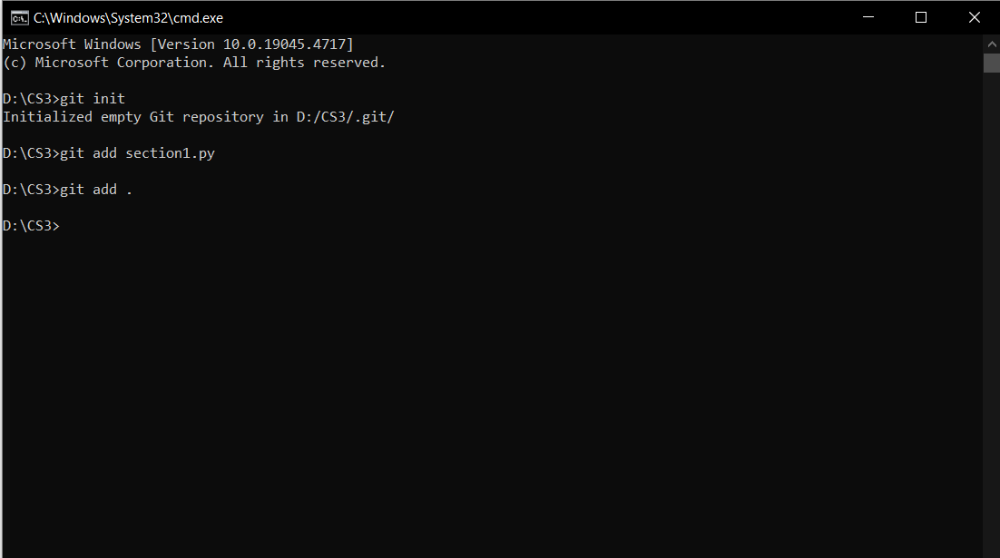 C:\Windows\System32\cmd.exe
Microsoft Windows [Version 10.0.19045.4717]
(c) Microsoft Corporation. All rights reserved.
D:\CS3>git init
Initialized empty Git repository in D:/CS3/.git/
D:\CS3>git add section1.py
D:\CS3>git add .
D:\CS3>